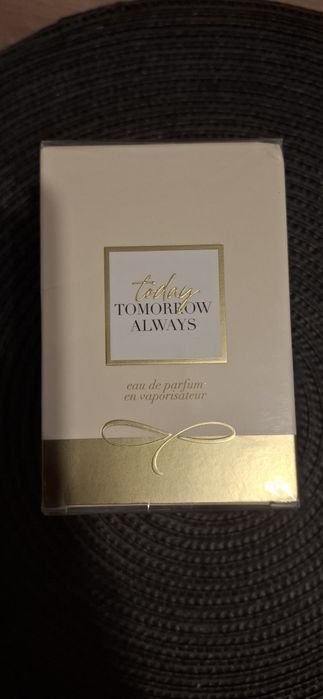 today
TOMORROW
ALWAYS
eau de parfum
en vaporisateur